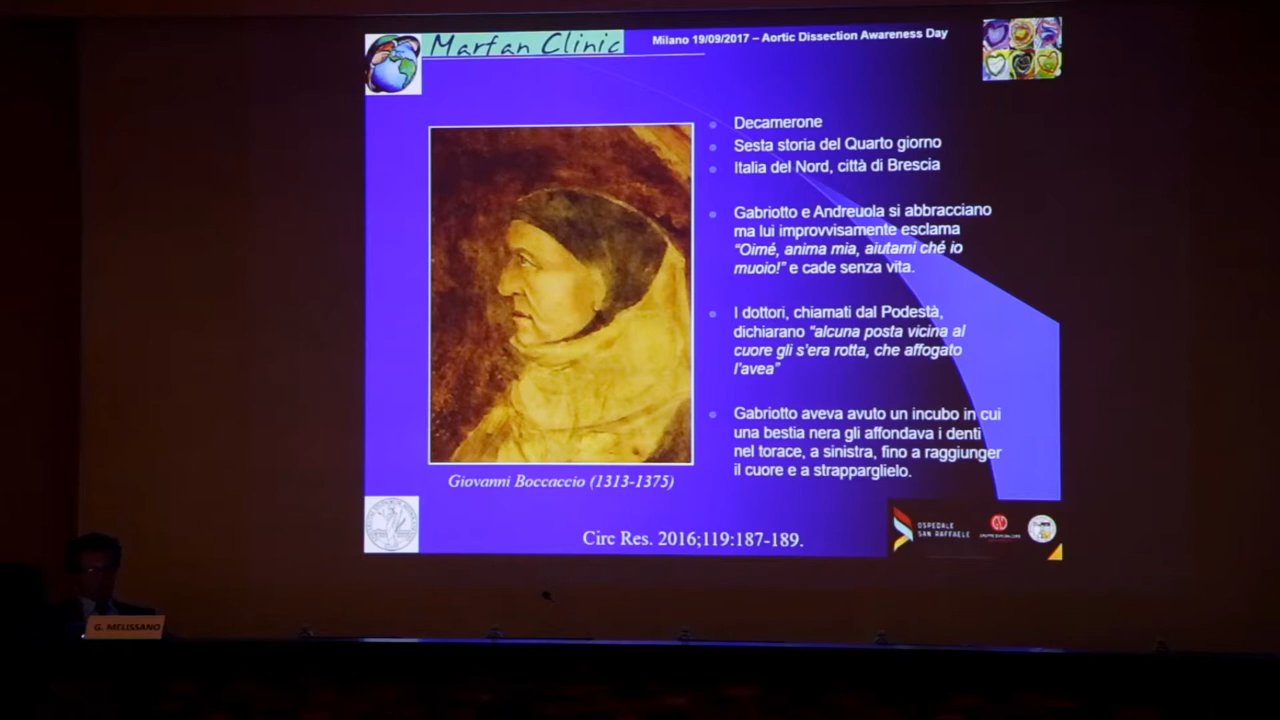 Marfan Clinic
Milano 19/09/2017 – Aortic Dissection Awareness Day
Decamerone
Sesta storia del Quarto giorno
Italia del Nord, città di Brescia
Gabriotto e Andreuola si abbracciano
ma lui improvvisamente esclama
“Oimé, anima mia, aiutami ché io
muoio!” e cade senza vita.
I dottori, chiamati dal Podestà,
dichiarano “alcuna posta vicina al
cuore gli s’era rotta, che affogato
l’avea”
Gabriotto aveva avuto un incubo in cui
una bestia nera gli affondava i denti
nel torace, a sinistra, fino a raggiunger
il cuore e a strapparglielo.
Giovanni Boccaccio (1313-1375)
Circ Res. 2016;119:187-189.
OSPEDALE
SAN RAFFAELE
G. MELISSANO